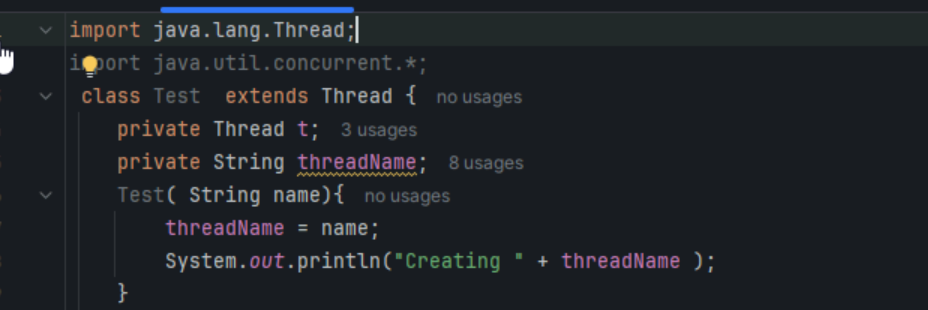 import java.lang.Thread;
import java.util.concurrent.*;
class Test  extends Thread {  no usages
private Thread t;  3 usages
private String threadName;  8 usages
Test( String name){  no usages
threadName = name;
System.out.println("Creating " + threadName );
}